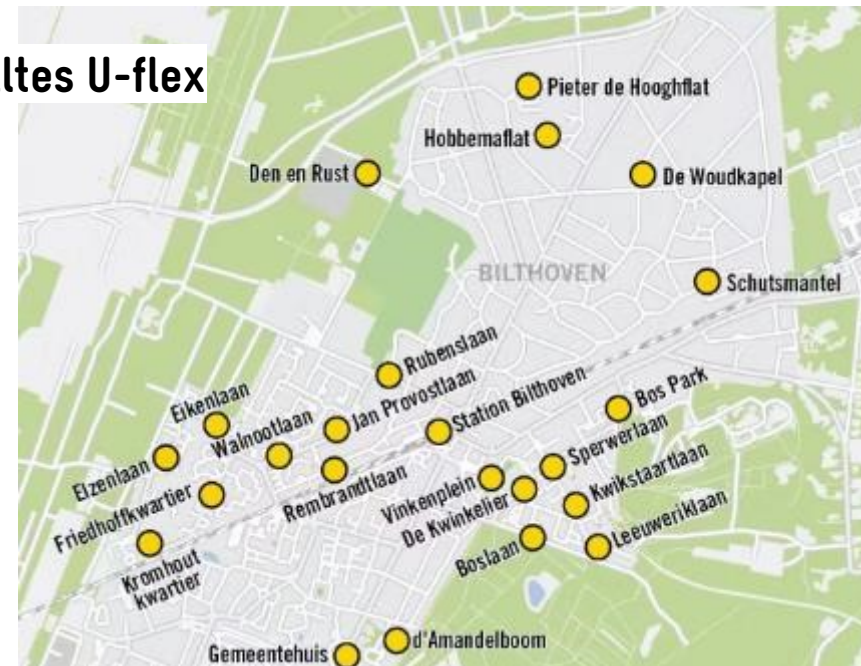 U-flex
Pieter de Hooghflat
Hobbemaflat
Den en Rust
De Woudkapel
BILTHOVEN
Schutsmantel
Rubenslaan
Jan Provostlaan
Station Bilthoven
Bos Park
Eikenlaan
Walnootlaan
Sperwerlaan
Elzenlaan
Rembrandtlaan
Vinkenplein
De Kwinkelier
Kwikstaartlaan
Friedhoffkwartier
Boslaan
Leeuweriklaan
Kromhout
kwartier
d'Amandelboom
Gemeentehuis